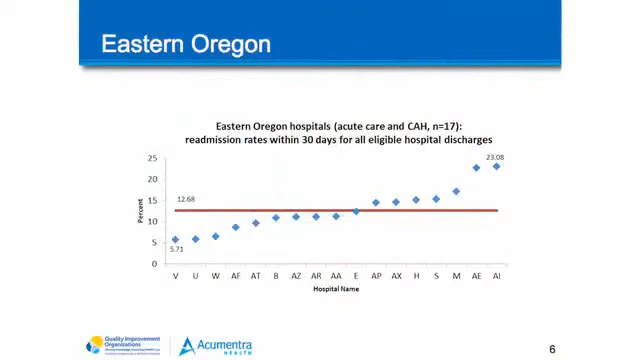 Eastern Oregon
Eastern Oregon hospitals (acute care and CAH, n=17):
readmission rates within 30 days for all eligible hospital discharges
25
20
15
10
5
0
Percent
12.68
5.71
23.08
V U W AF AT B AZ AR AA E AP AX H S M AE AI
Hospital Name
Quality Improvement
Organizations
Acumentra
HEALTH
6